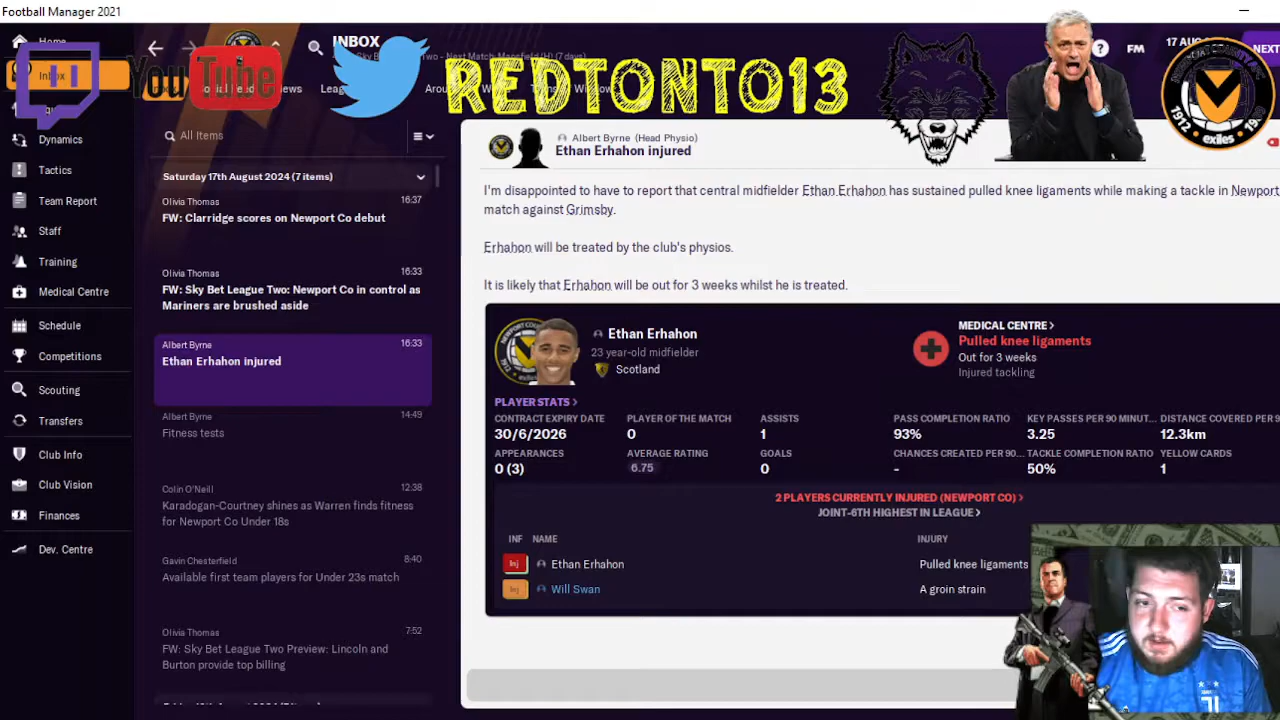 Football Manager 2021
Home
INBOX
Next Match: Mansfield (H) (7 days)
17 AUG
FM
NEXT
YouTube
REDTONTO13
1912
exiles
Inbox
Dynamics
Tactics
Team Report
Staff
Training
Medical Centre
Schedule
Competitions
Scouting
Transfers
Club Info
Club Vision
Finances
Dev. Centre
All Items
Saturday 17th August 2024 (7 items)
Olivia Thomas 16:37
FW: Clarridge scores on Newport Co debut
Olivia Thomas 16:33
FW: Sky Bet League Two: Newport Co in control as
Mariners are brushed aside
Albert Byrne 16:33
Ethan Erhahon injured
Albert Byrne 14:49
Fitness tests
Colin O'Neill 12:38
Karadogan-Courtney shines as Warren finds fitness
for Newport Co Under 18s
Gavin Chesterfield 8:40
Available first team players for Under 23s match
Olivia Thomas 7:52
FW: Sky Bet League Two Preview: Lincoln and
Burton provide top billing
Albert Byrne (Head Physio)
Ethan Erhahon injured
I'm disappointed to have to report that central midfielder Ethan Erhahon has sustained pulled knee ligaments while making a tackle in Newport
match against Grimsby.
Erhahon will be treated by the club's physios.
It is likely that Erhahon will be out for 3 weeks whilst he is treated.
Ethan Erhahon
23 year-old midfielder
Scotland
MEDICAL CENTRE >
Pulled knee ligaments
Out for 3 weeks
Injured tackling
PLAYER STATS >
CONTRACT EXPIRY DATE PLAYER OF THE MATCH ASSISTS PASS COMPLETION RATIO KEY PASSES PER 90 MINUT... DISTANCE COVERED PER
30/6/2026 0 1 93% 3.25 12.3km
APPEARANCES AVERAGE RATING GOALS CHANCES CREATED PER 90... TACKLE COMPLETION RATIO YELLOW CARDS
0 (3) 6.75 0 - 50% 1
2 PLAYERS CURRENTLY INJURED (NEWPORT CO) >
JOINT-6TH HIGHEST IN LEAGUE >
INF NAME INJURY
Inj Ethan Erhahon Pulled knee ligaments
Inj Will Swan A groin strain